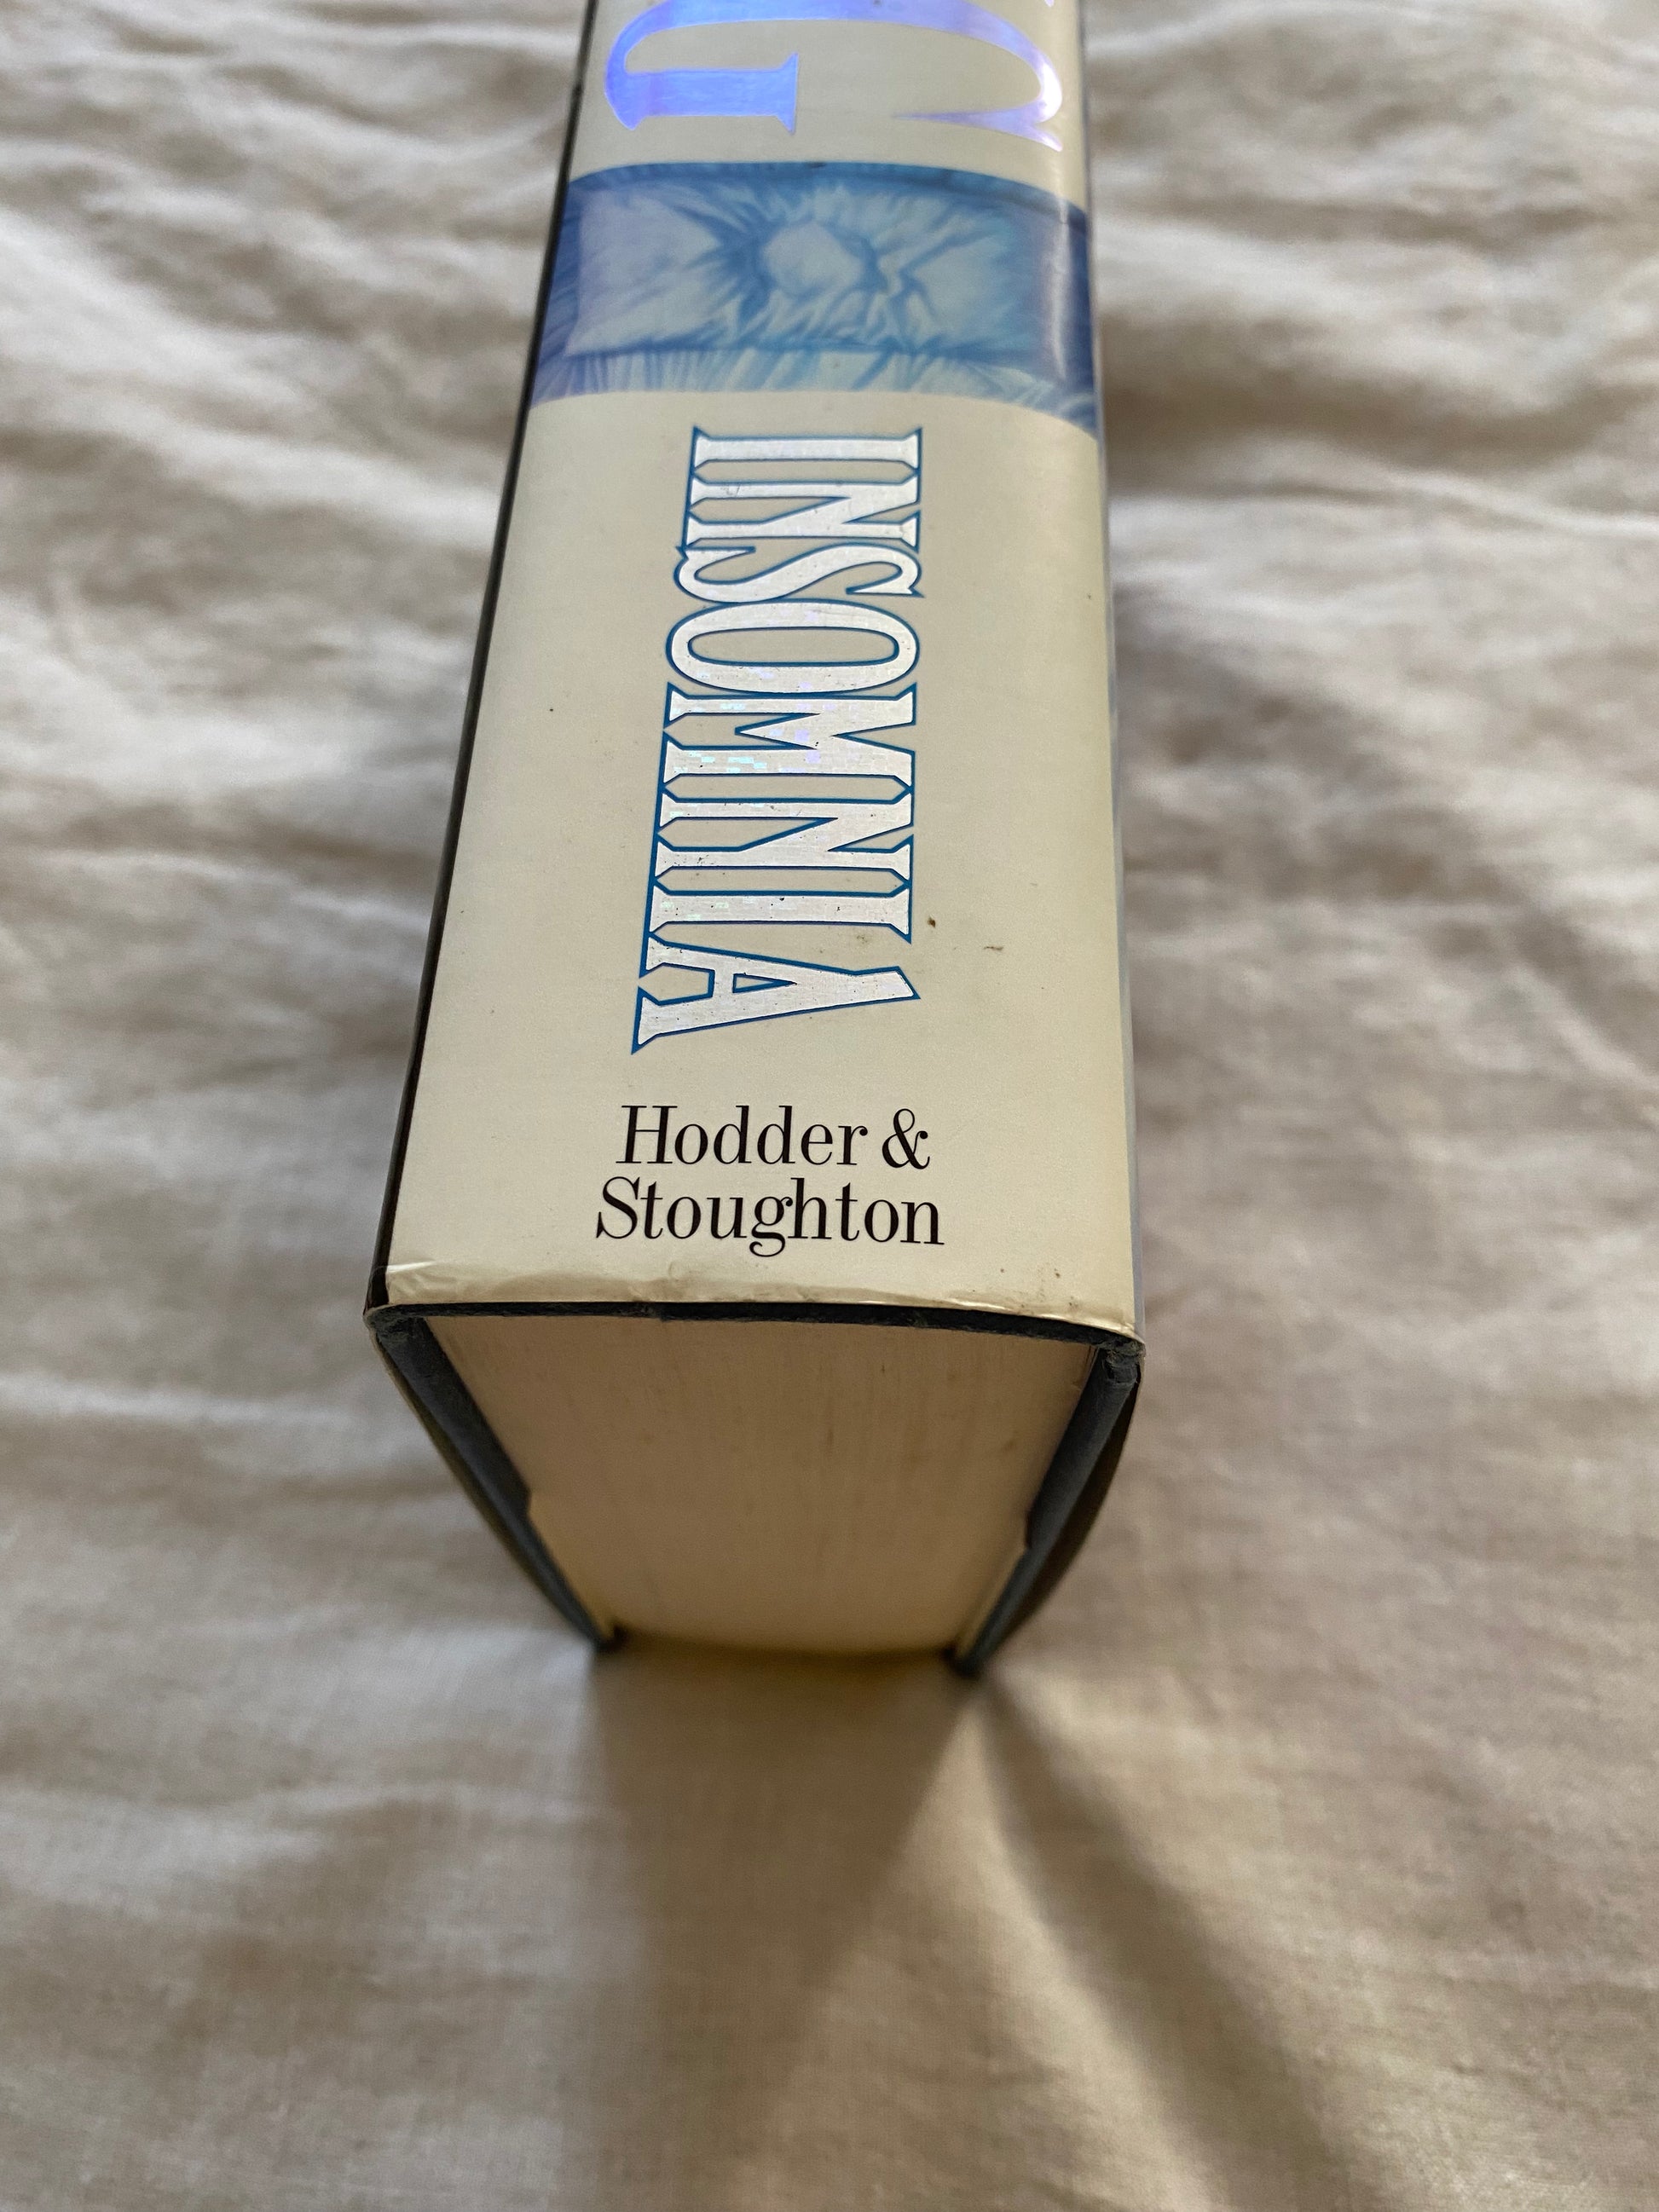 G
INSOMNIA
Hodder &
Stoughton